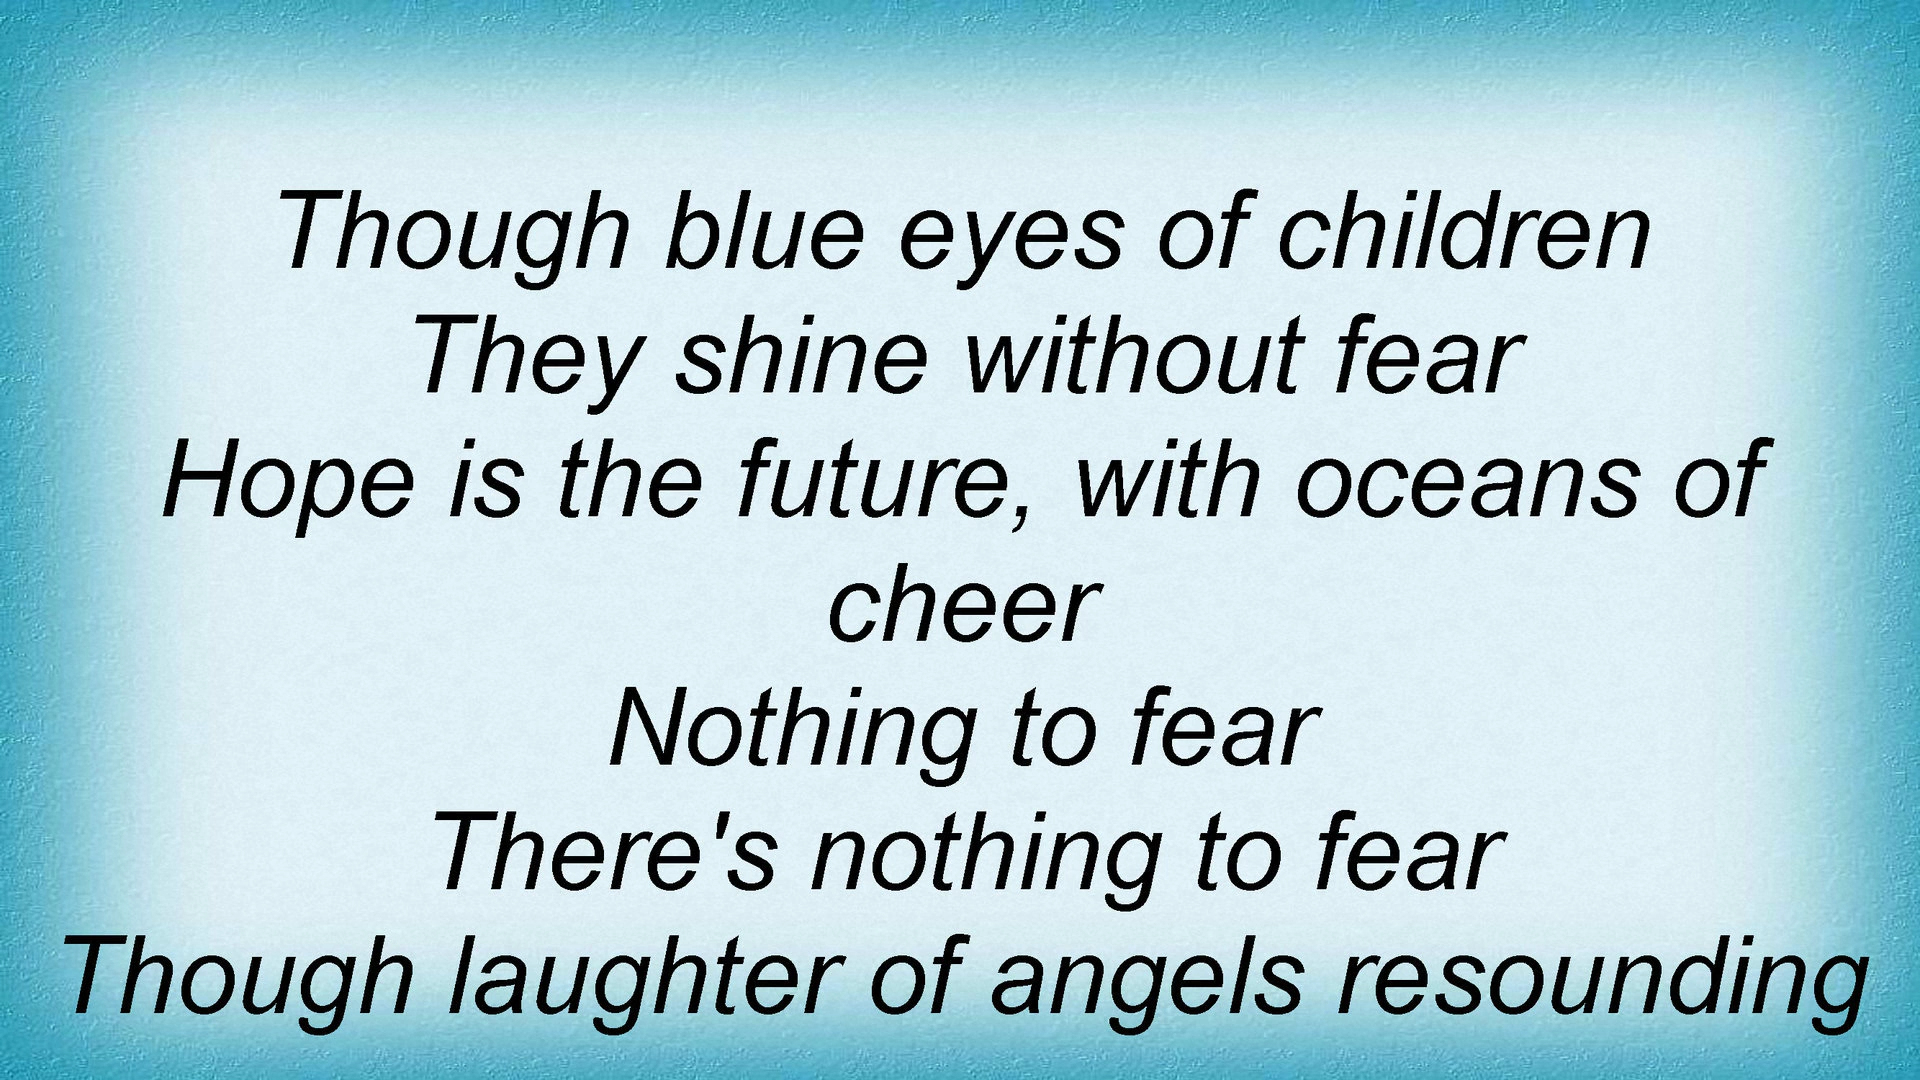 Though blue eyes of children
They shine without fear
Hope is the future, with oceans of
cheer
Nothing to fear
There's nothing to fear
Though laughter of angels resounding